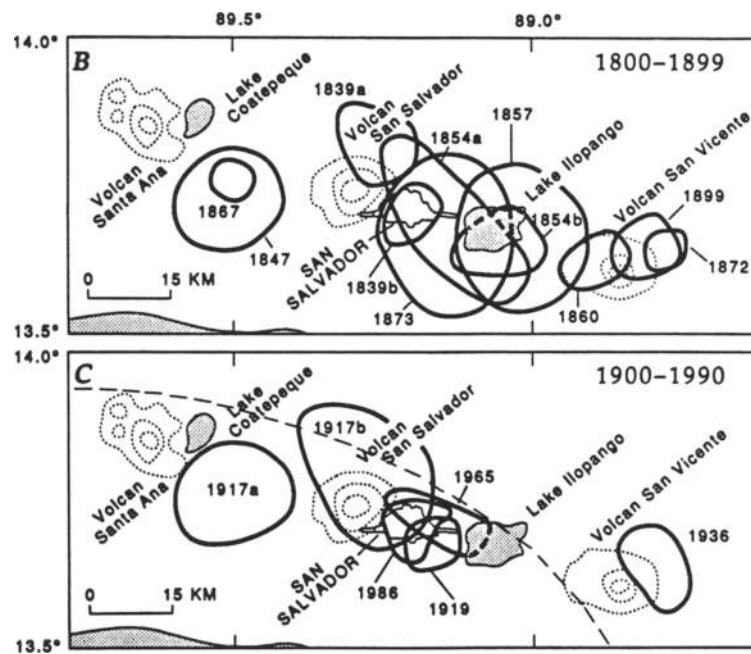 89.5°
89.0°
14.0°
B
1800-1899
Lake
Coatepeque
1839a
Volcan
San Salvador
1854a
1857
Lake Ilopango
Volcan San Vicente
1899
Volcan
Santa Ana
1867
1847
SAN
SALVADOR
1839b
1873
1854b
1860
1872
0 15 KM
13.5°
14.0°
C
1900-1990
Lake
Coatepeque
1917b
Volcan
San Salvador
1965
Lake Ilopango
Volcan San Vicente
1936
1917a
Volcan
Santa Ana
SAN
SALVADOR
1986
1919
0 15 KM
13.5°